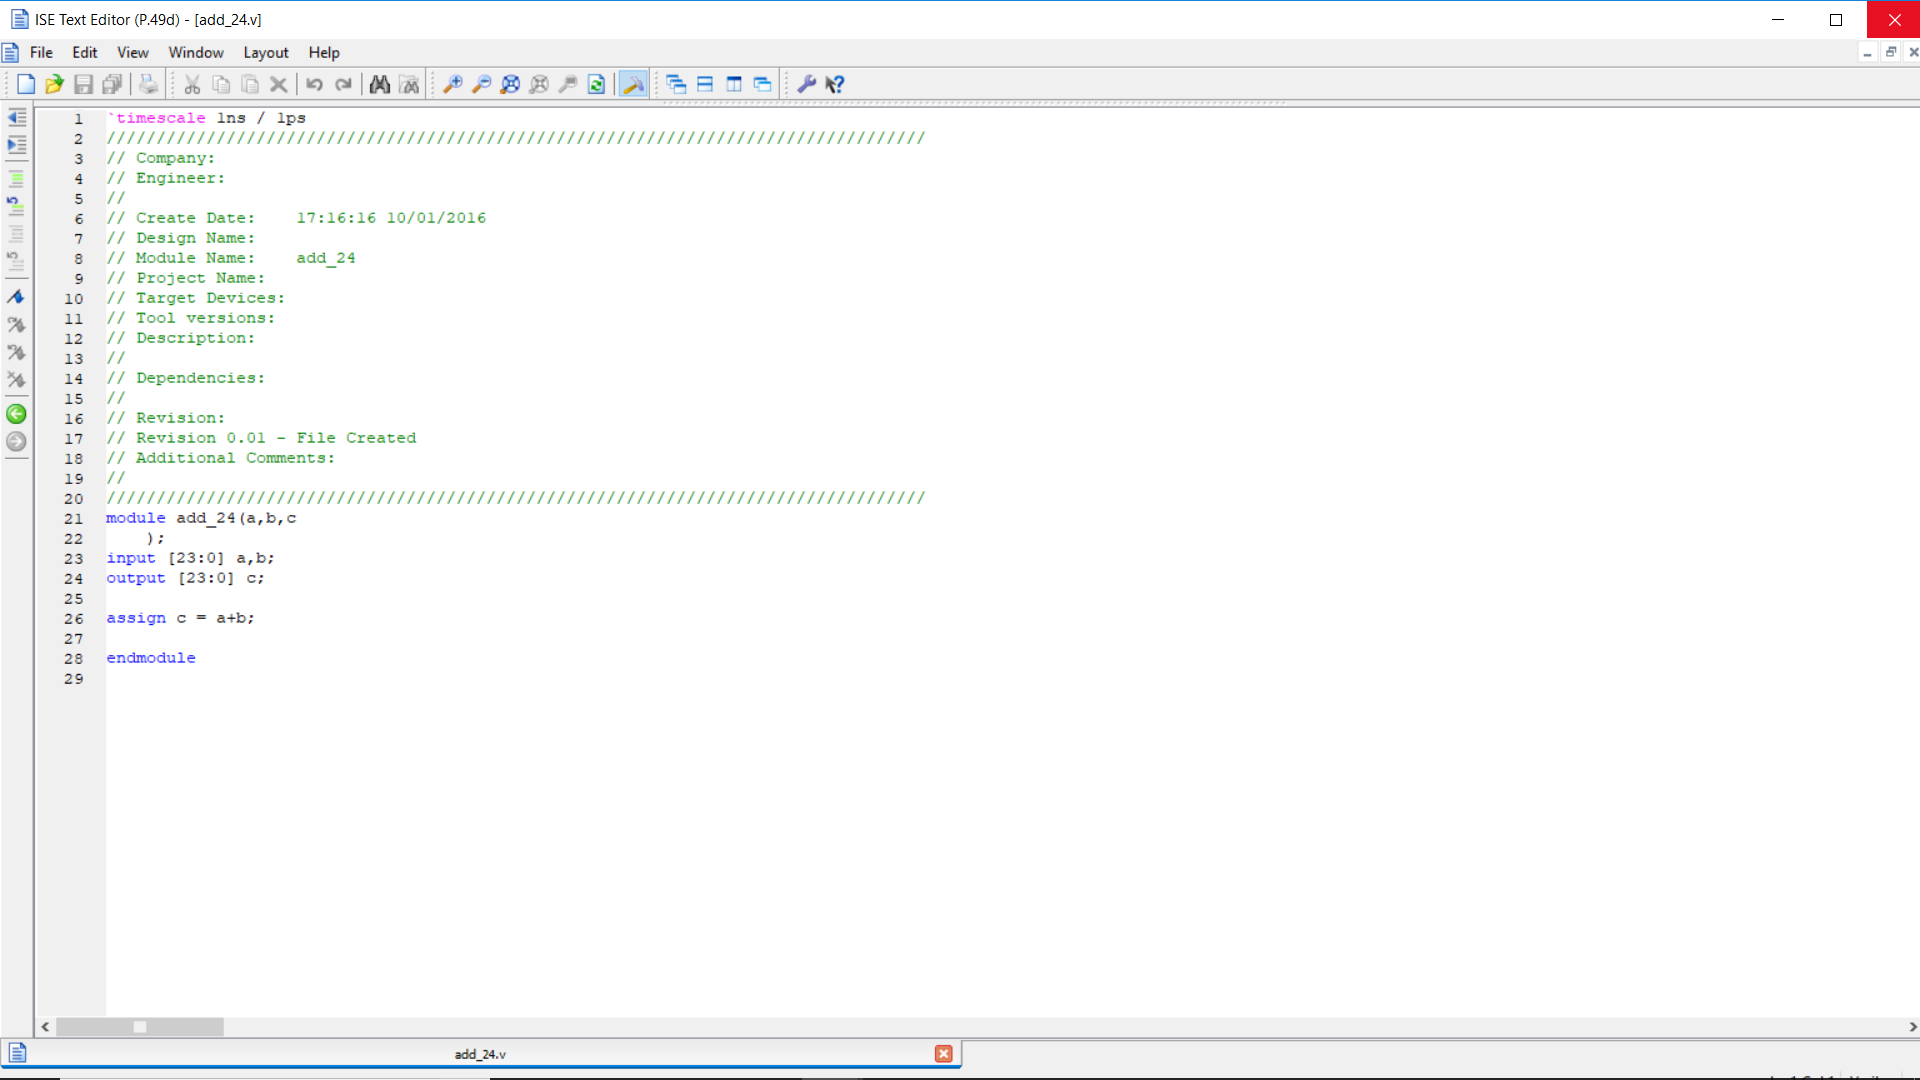 ISE Text Editor (P.49d) - [add_24.v]
File Edit View Window Layout Help
1 `timescale 1ns / 1ps
2 //////////////////////////////////////////////////////////////////////////////////
3 // Company:
4 // Engineer:
5 //
6 // Create Date:    17:16:16 10/01/2016
7 // Design Name:
8 // Module Name:    add_24
9 // Project Name:
10 // Target Devices:
11 // Tool versions:
12 // Description:
13 //
14 // Dependencies:
15 //
16 // Revision:
17 // Revision 0.01 - File Created
18 // Additional Comments:
19 //
20 //////////////////////////////////////////////////////////////////////////////////
21 module add_24(a,b,c
22     );
23 input [23:0] a,b;
24 output [23:0] c;
25
26 assign c = a+b;
27
28 endmodule
29
add_24.v